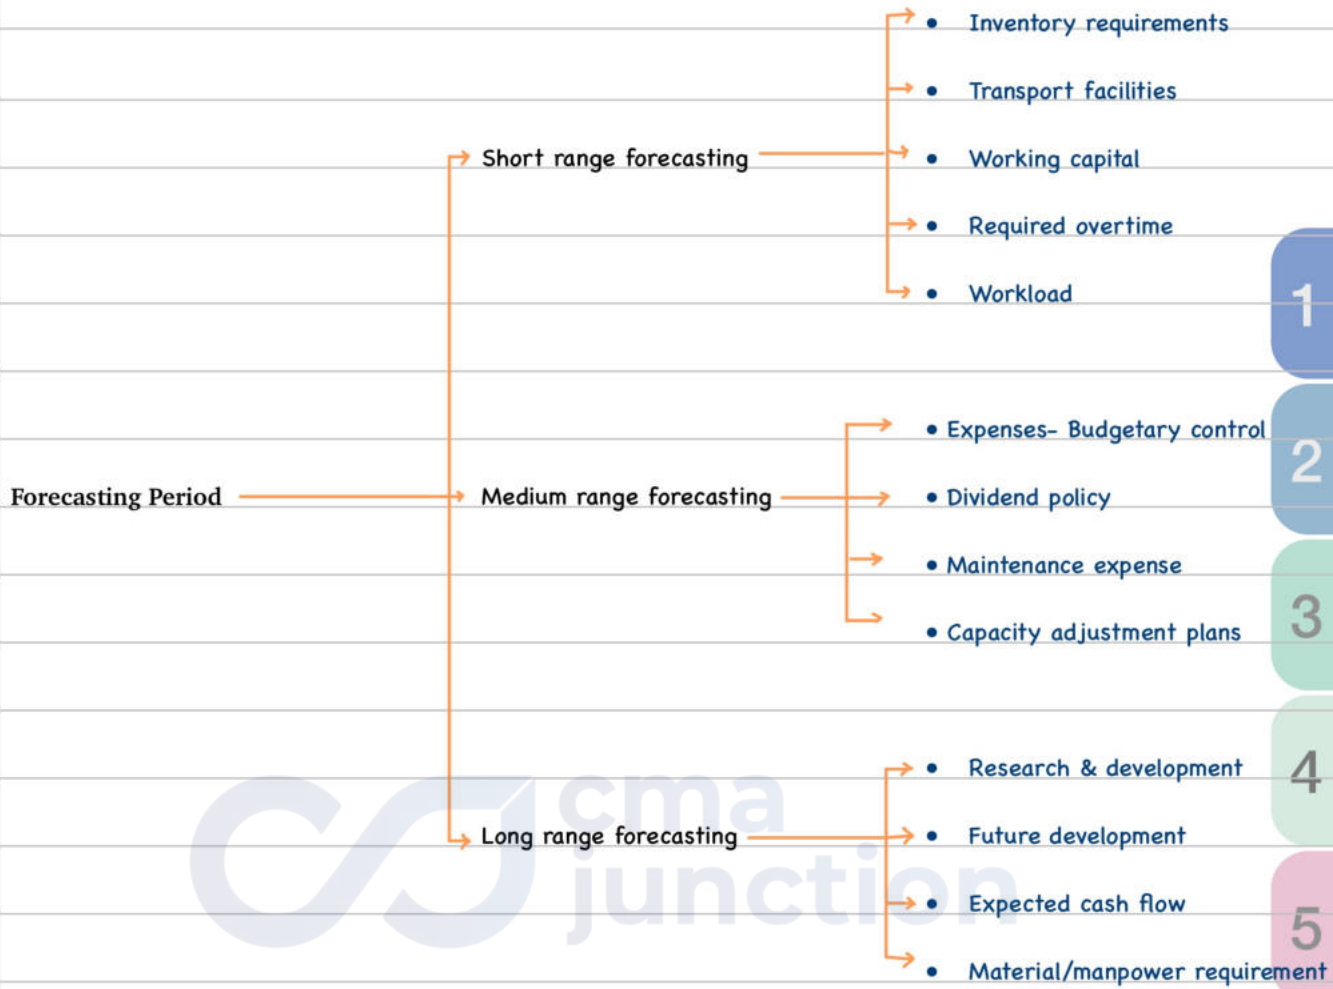 Inventory requirements
Transport facilities
Short range forecasting
Working capital
Required overtime
Workload
1
Expenses- Budgetary control
2
Forecasting Period
Medium range forecasting
Dividend policy
Maintenance expense
3
Capacity adjustment plans
Research & development
4
cma
junction
Long range forecasting
Future development
Expected cash flow
5
Material/manpower requirement